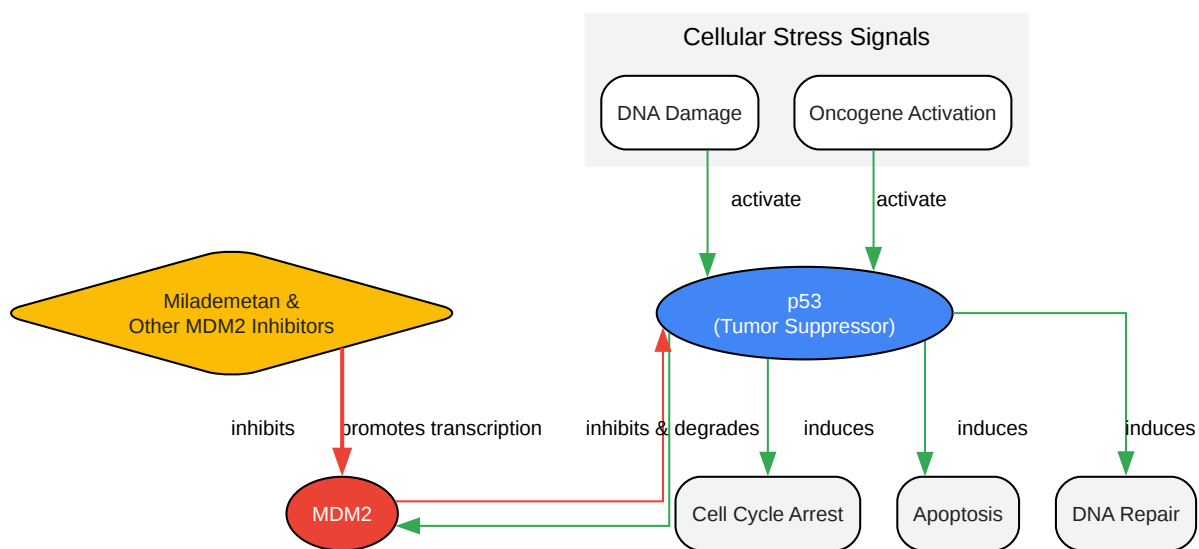 Cellular Stress Signals
DNA Damage
Oncogene Activation
activate
activate
Milademetan &
Other MDM2 Inhibitors
p53
(Tumor Suppressor)
inhibits
promotes transcription
inhibits & degrades
induces
induces
induces
MDM2
Cell Cycle Arrest
Apoptosis
DNA Repair